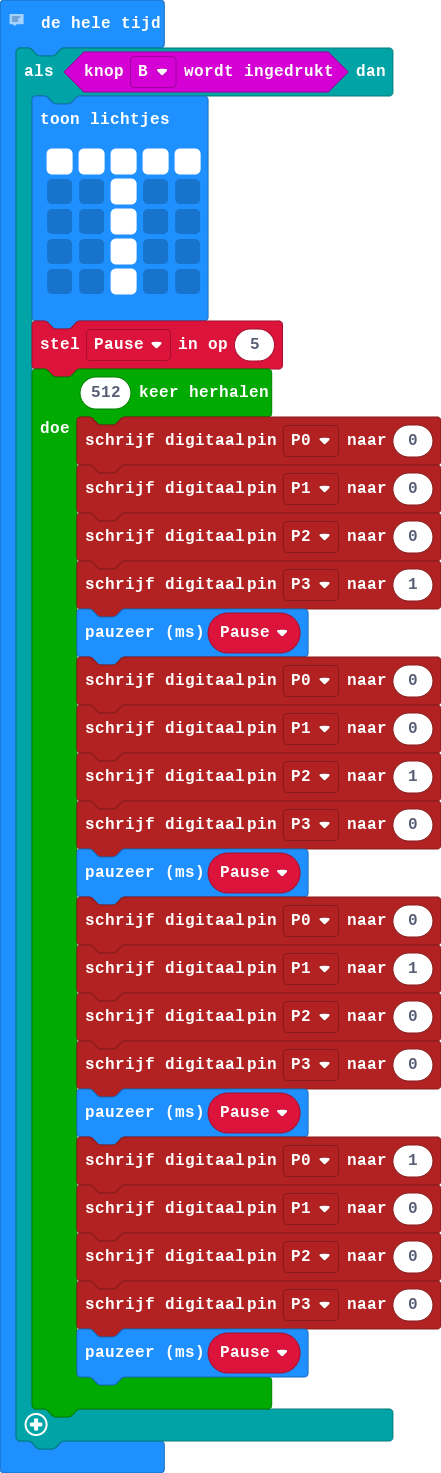 de hele tijd
als knop B wordt ingedrukt dan
toon lichtjes
stel Pause in op 5
512 keer herhalen
doe schrijf digitaalpin P0 naar 0
schrijf digitaalpin P1 naar 0
schrijf digitaalpin P2 naar 0
schrijf digitaalpin P3 naar 1
pauzeer (ms) Pause
schrijf digitaalpin P0 naar 0
schrijf digitaalpin P1 naar 0
schrijf digitaalpin P2 naar 1
schrijf digitaalpin P3 naar 0
pauzeer (ms) Pause
schrijf digitaalpin P0 naar 0
schrijf digitaalpin P1 naar 1
schrijf digitaalpin P2 naar 0
schrijf digitaalpin P3 naar 0
pauzeer (ms) Pause
schrijf digitaalpin P0 naar 1
schrijf digitaalpin P1 naar 0
schrijf digitaalpin P2 naar 0
schrijf digitaalpin P3 naar 0
pauzeer (ms) Pause